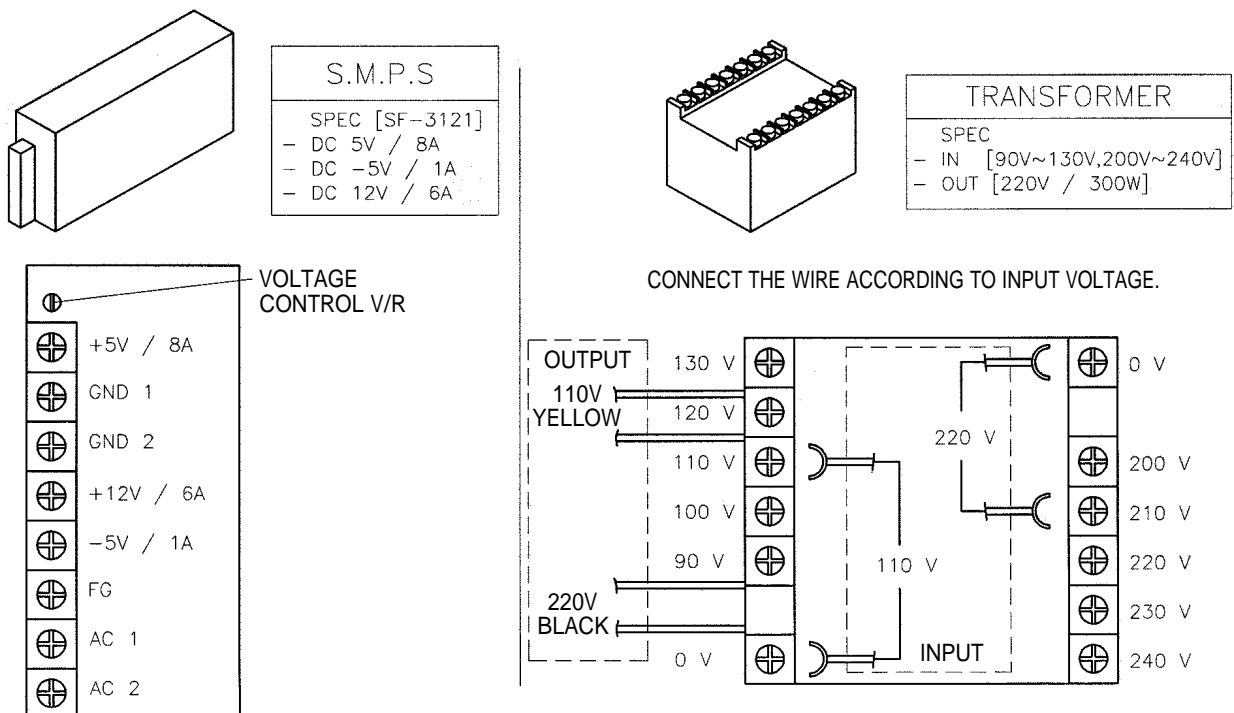 S.M.P.S
SPEC [SF-3121]
- DC 5V / 8A
- DC -5V / 1A
- DC 12V / 6A
TRANSFORMER
SPEC
- IN [90V~130V,200V~240V]
- OUT [220V / 300W]
VOLTAGE
CONTROL V/R
+5V / 8A
GND 1
GND 2
+12V / 6A
-5V / 1A
FG
AC 1
AC 2
CONNECT THE WIRE ACCORDING TO INPUT VOLTAGE.
OUTPUT
110V
YELLOW
220V
BLACK
130 V
120 V
110 V
100 V
90 V
0 V
110 V
220 V
INPUT
0 V
200 V
210 V
220 V
230 V
240 V